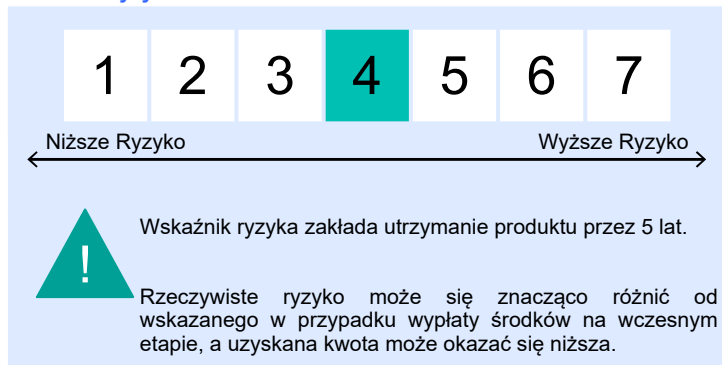 1 2 3 4 5 6 7
Niższe Ryzyko Wyższe Ryzyko
Wskaźnik ryzyka zakłada utrzymanie produktu przez 5 lat.
!
Rzeczywiste ryzyko może się znacząco różnić od
wskazanego w przypadku wypłaty środków na wczesnym
etapie, a uzyskana kwota może okazać się niższa.